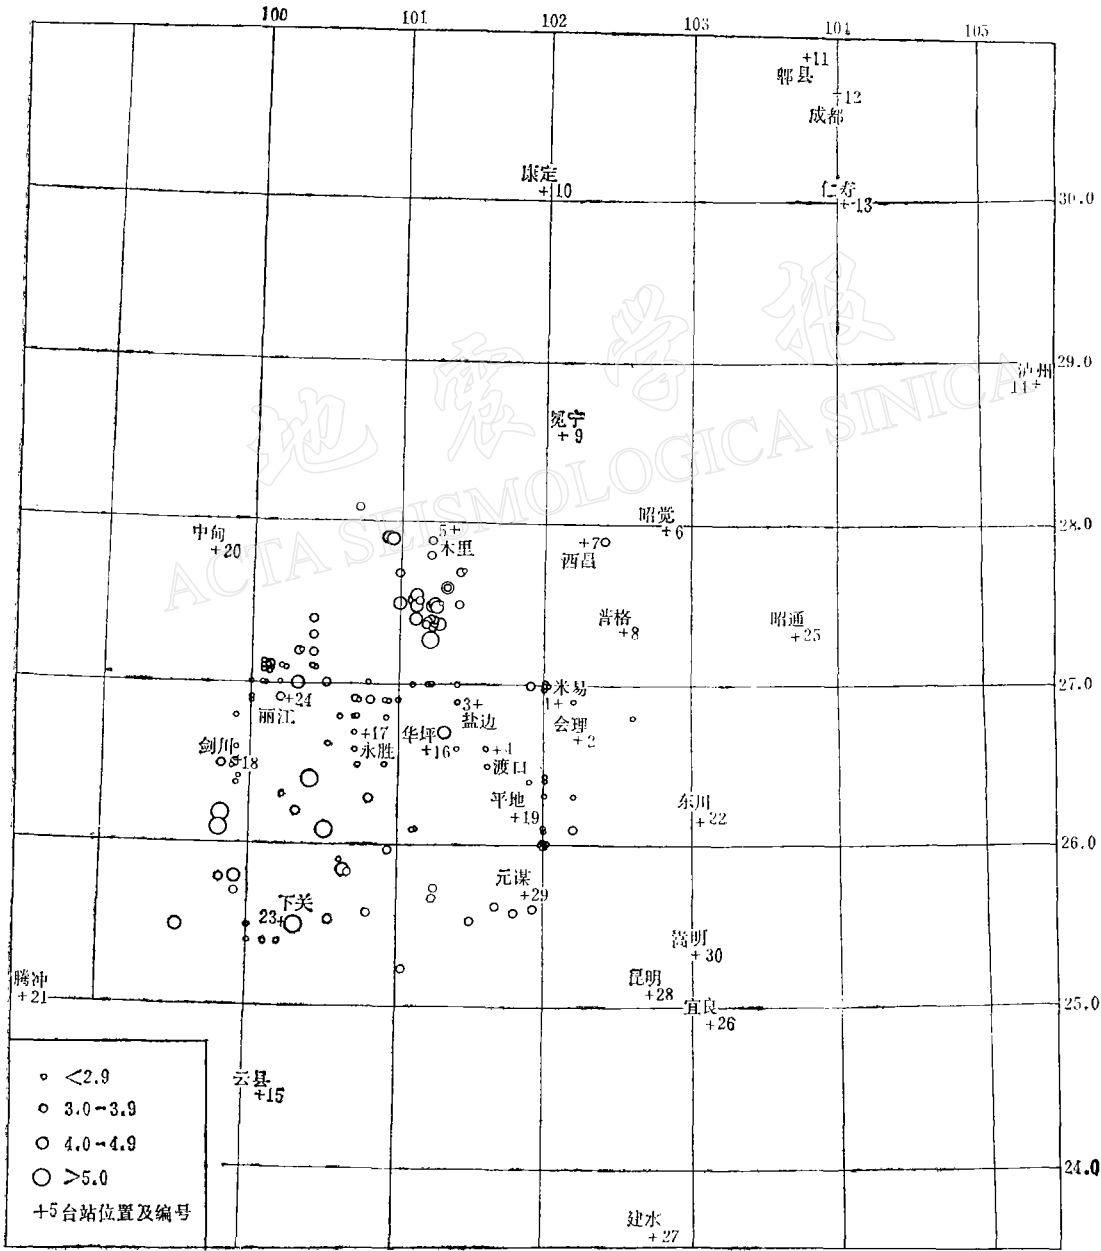 100 101 102 103 104 105
+11
郫县
12
成都
康定
+10
仁寿
+13
30.0
地震学报
ACTA SEISMOLOGICA SINICA
29.0
泸州
14+
冕宁
+9
中甸
+20
5+
木里
昭觉
+6
28.0
+7
西昌
普格
+8
昭通
+25
27.0
+24
丽江
3+
盐边
米易
1+
会理
+2
+17
永胜
华坪
+16
+4
渡口
剑川
+18
平地
+19
东川
+22
26.0
元谋
+29
下关
23+
嵩明
+30
腾冲
+21
昆明
+28
宜良
+26
25.0
云县
+15
<2.9
3.0-3.9
4.0-4.9
>5.0
+5台站位置及编号
24.0
建水
+27